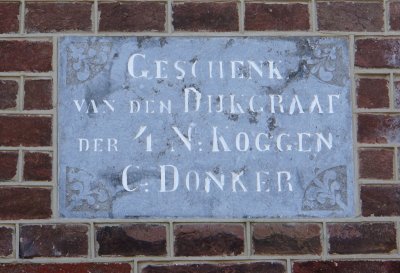 GESCHENK
VAN DEN DIJKGRAAF
DER 4 N: KOGGEN
C: DONKER